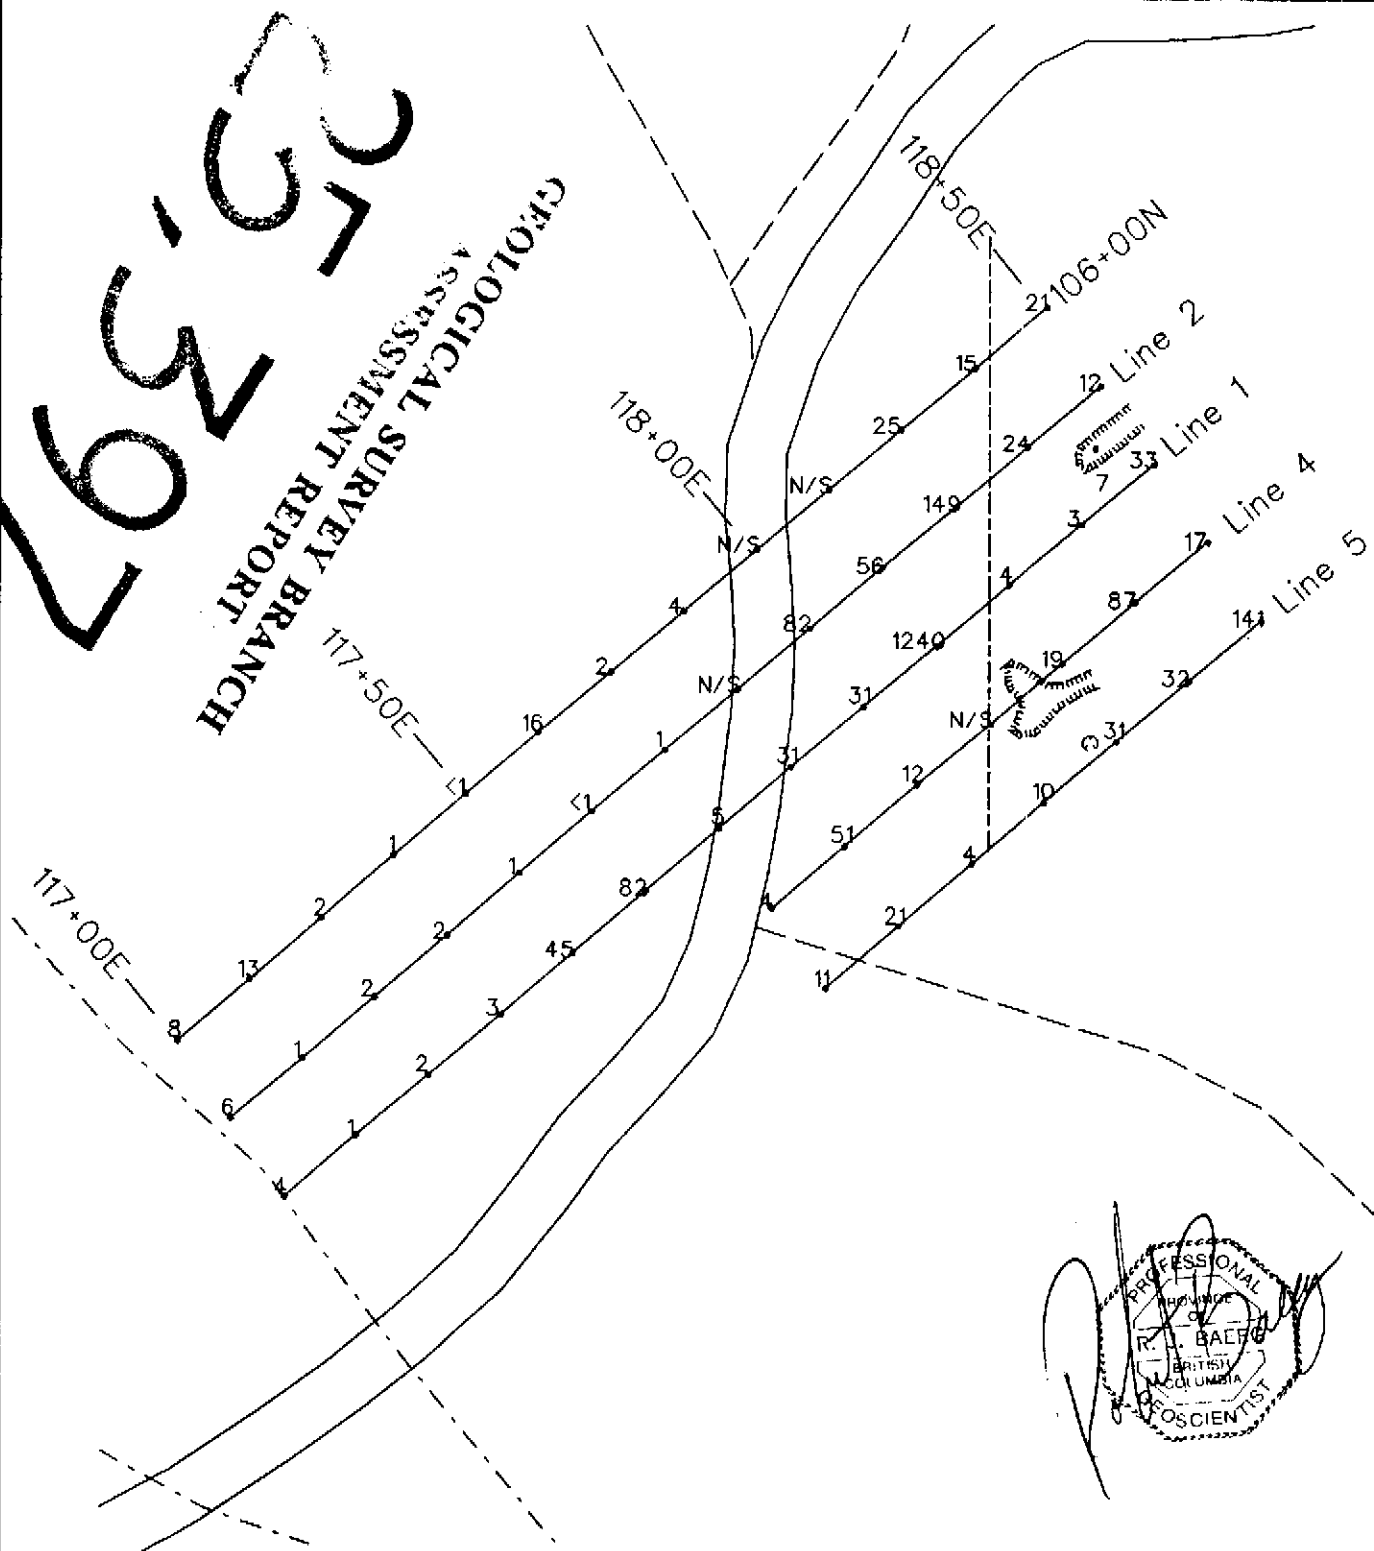 25,397
GEOLOGICAL SURVEY BRANCH
ASSESSMENT REPORT
118+50E
118+00E
117+50E
117+00E
8 13 2 1 <1 16 2 4 N/S N/S 25 15 21 106+00N
6 1 2 2 1 <1 1 N/S 82 56 149 24 12 Line 2
4 1 2 3 45 82 5 31 31 1240 4 3 33 Line 1
7
4 51 12 N/S 19 87 17 Line 4
11 21 4 10 31 32 141 Line 5
3
PROFESSIONAL
PROVINCE
OF
R. J. BAERG
BRITISH
COLUMBIA
GEOSCIENTIST